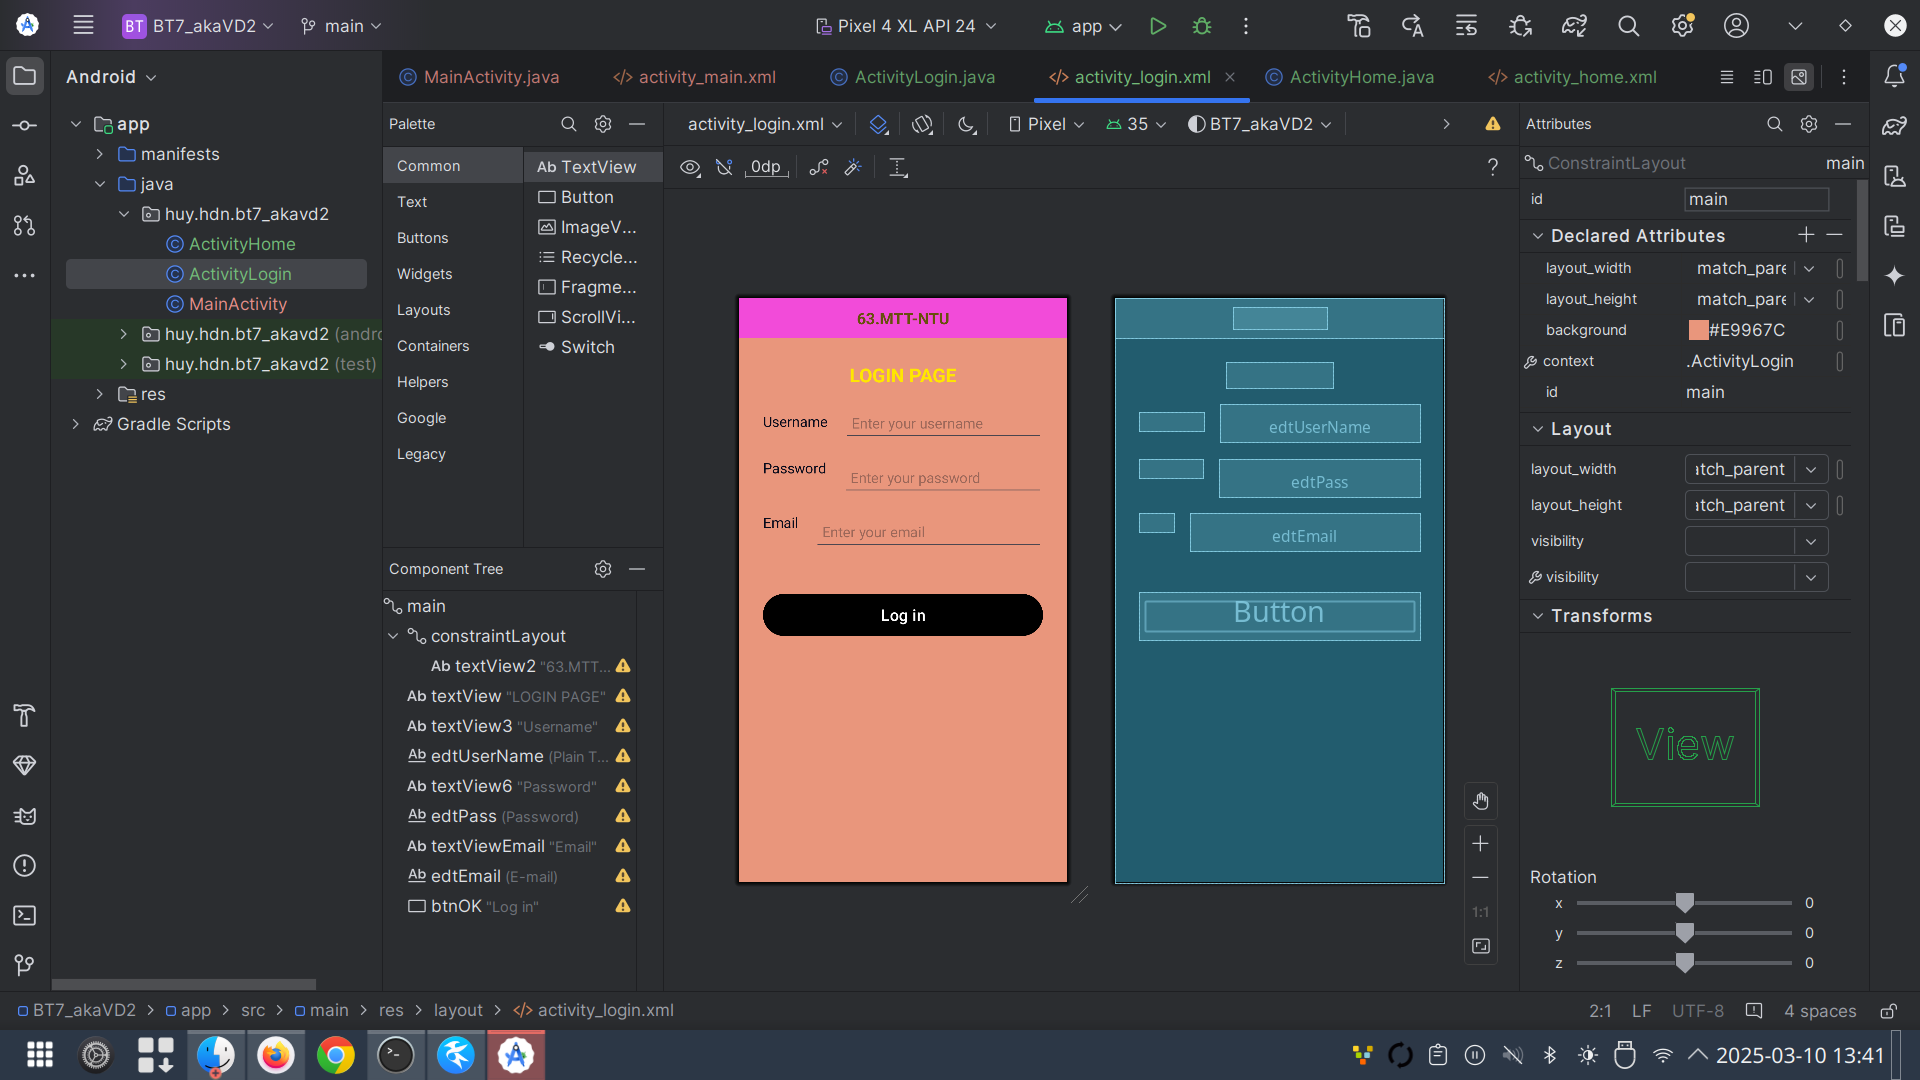 BT BT7_akaVD2
main
Pixel 4 XL API 24
app
Android
MainActivity.java
activity_main.xml
ActivityLogin.java
activity_login.xml
ActivityHome.java
activity_home.xml
app
manifests
java
huy.hdn.bt7_akavd2
ActivityHome
ActivityLogin
MainActivity
huy.hdn.bt7_akavd2 (andro
huy.hdn.bt7_akavd2 (test)
res
Gradle Scripts
Palette
Common
Text
Buttons
Widgets
Layouts
Containers
Helpers
Google
Legacy
Ab TextView
Button
ImageV...
Recycle...
Fragme...
ScrollVi...
Switch
Component Tree
main
constraintLayout
Ab textView2 "63.MTT...
Ab textView "LOGIN PAGE"
Ab textView3 "Username"
Ab edtUserName (Plain T...
Ab textView6 "Password"
Ab edtPass (Password)
Ab textViewEmail "Email"
Ab edtEmail (E-mail)
btnOK "Log in"
activity_login.xml
Pixel
35
BT7_akaVD2
0dp
?
63.MTT-NTU
LOGIN PAGE
Username
Enter your username
Password
Enter your password
Email
Enter your email
Log in
edtUserName
edtPass
edtEmail
Button
1:1
Attributes
ConstraintLayout main
id main
Declared Attributes
layout_width match_pare
layout_height match_pare
background #E9967C
context .ActivityLogin
id main
Layout
layout_width atch_parent
layout_height atch_parent
visibility
visibility
Transforms
View
Rotation
x 0
y 0
z 0
BT7_akaVD2 > app > src > main > res > layout > activity_login.xml
2:1 LF UTF-8 4 spaces
2025-03-10 13:41